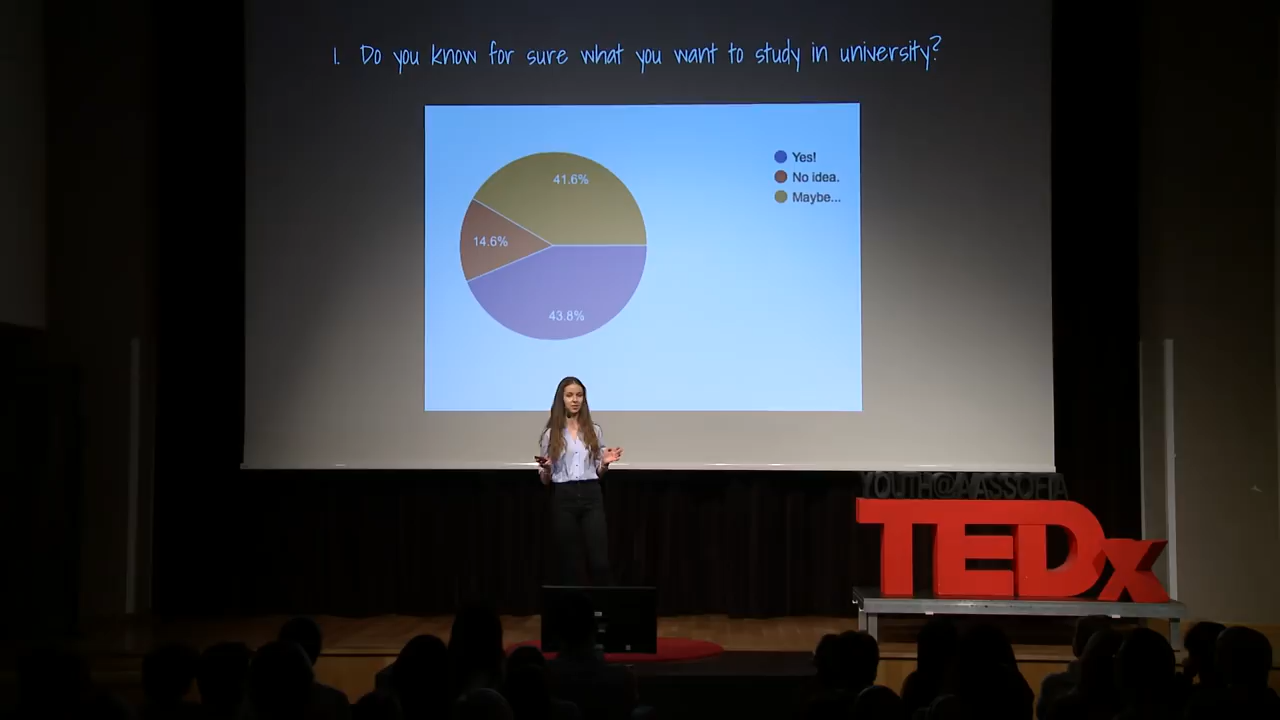 1. Do you know for sure what you want to study in university?
Yes!
No idea.
Maybe...
41.6%
14.6%
43.8%
YOUTH@AASSOFIA
TEDx